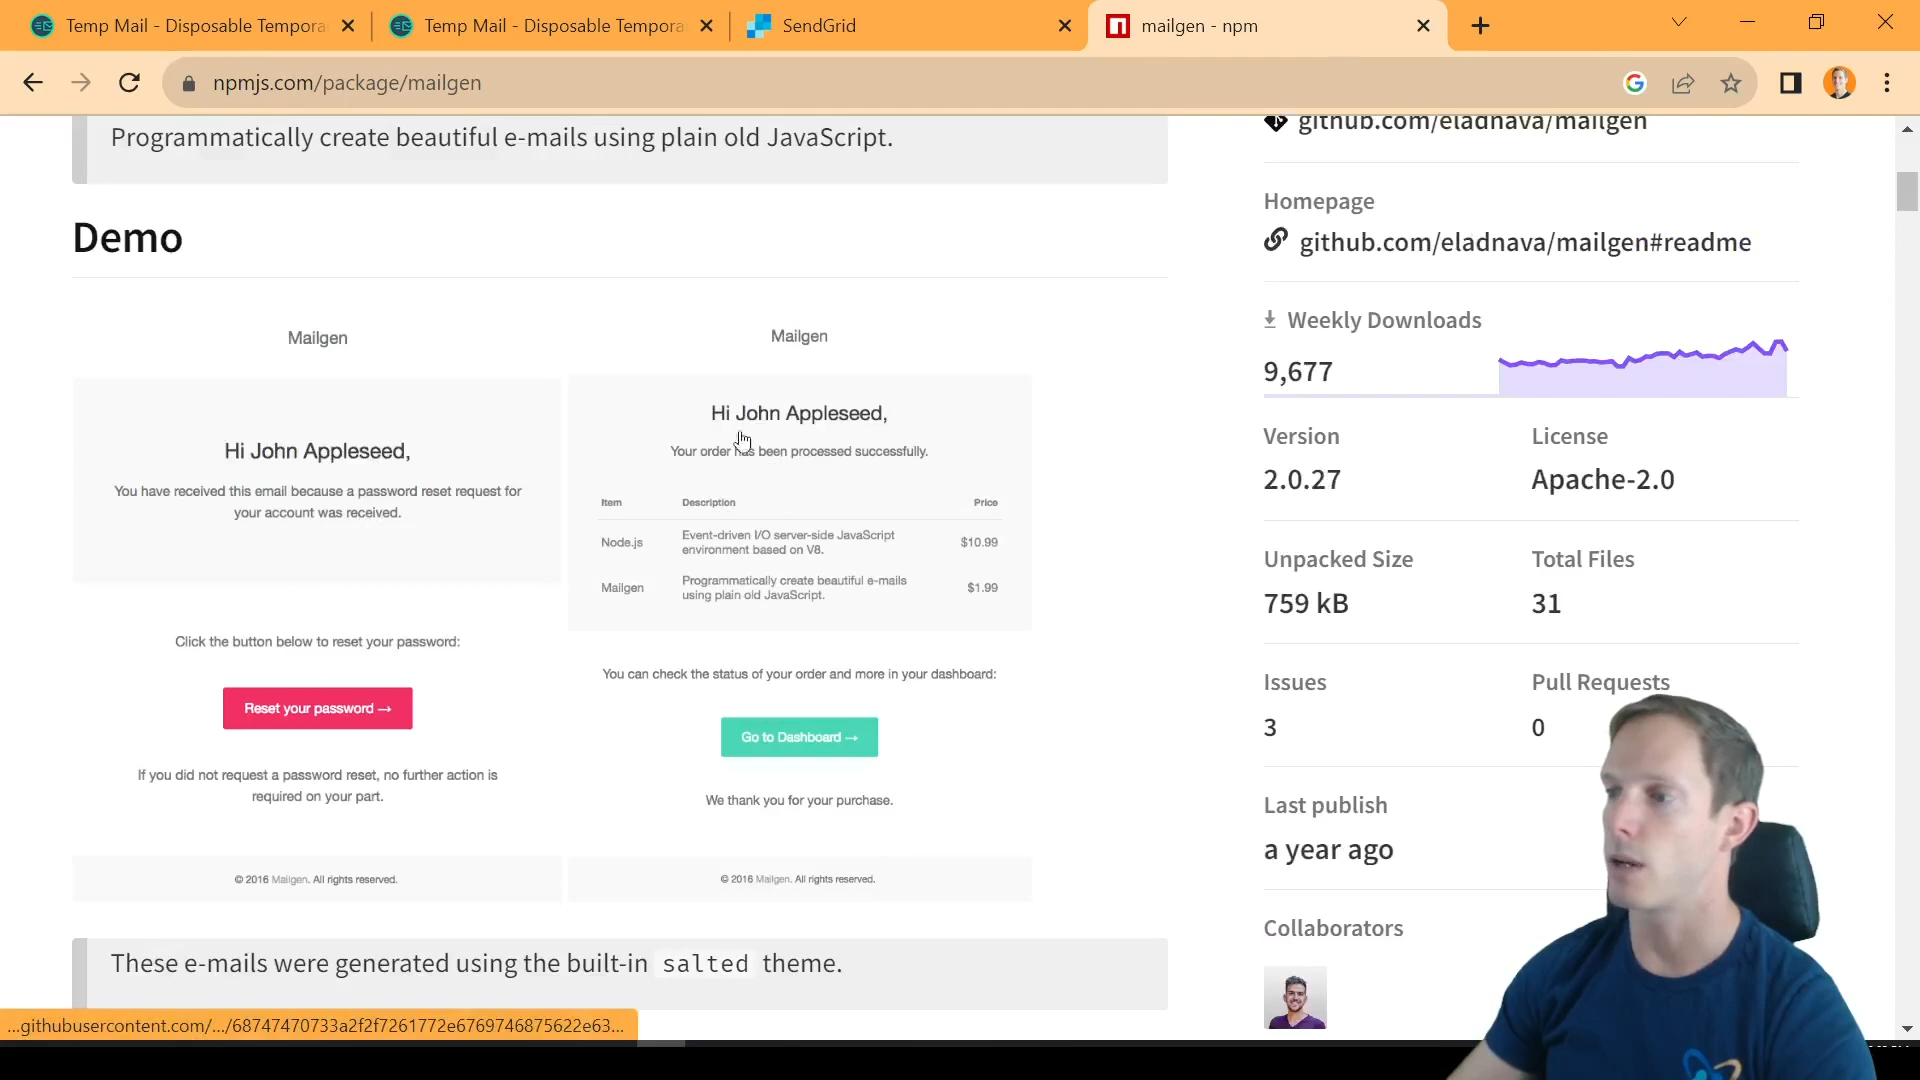 Temp Mail - Disposable Tempora
Temp Mail - Disposable Tempora
SendGrid
mailgen - npm
npmjs.com/package/mailgen
Programmatically create beautiful e-mails using plain old JavaScript.
Demo
Mailgen
Hi John Appleseed,
You have received this email because a password reset request for
your account was received.
Click the button below to reset your password:
Reset your password →
If you did not request a password reset, no further action is
required on your part.
© 2016 Mailgen. All rights reserved.
Mailgen
Hi John Appleseed,
Your order has been processed successfully.
Item Description Price
Node.js Event-driven I/O server-side JavaScript
environment based on V8. $10.99
Mailgen Programmatically create beautiful e-mails
using plain old JavaScript. $1.99
You can check the status of your order and more in your dashboard:
Go to Dashboard →
We thank you for your purchase.
© 2016 Mailgen. All rights reserved.
These e-mails were generated using the built-in salted theme.
...githubusercontent.com/.../68747470733a2f2f7261772e6769746875622e63...
github.com/eladnava/mailgen
Homepage
github.com/eladnava/mailgen#readme
Weekly Downloads
9,677
Version License
2.0.27 Apache-2.0
Unpacked Size Total Files
759 kB 31
Issues Pull Requests
3 0
Last publish
a year ago
Collaborators